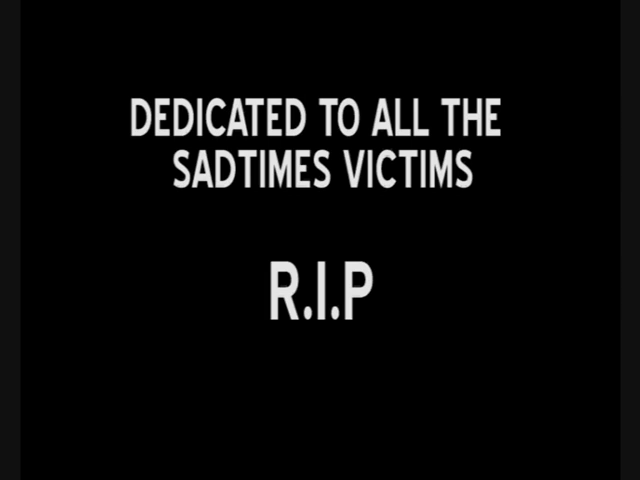 DEDICATED TO ALL THE
SADTIMES VICTIMS
R.I.P